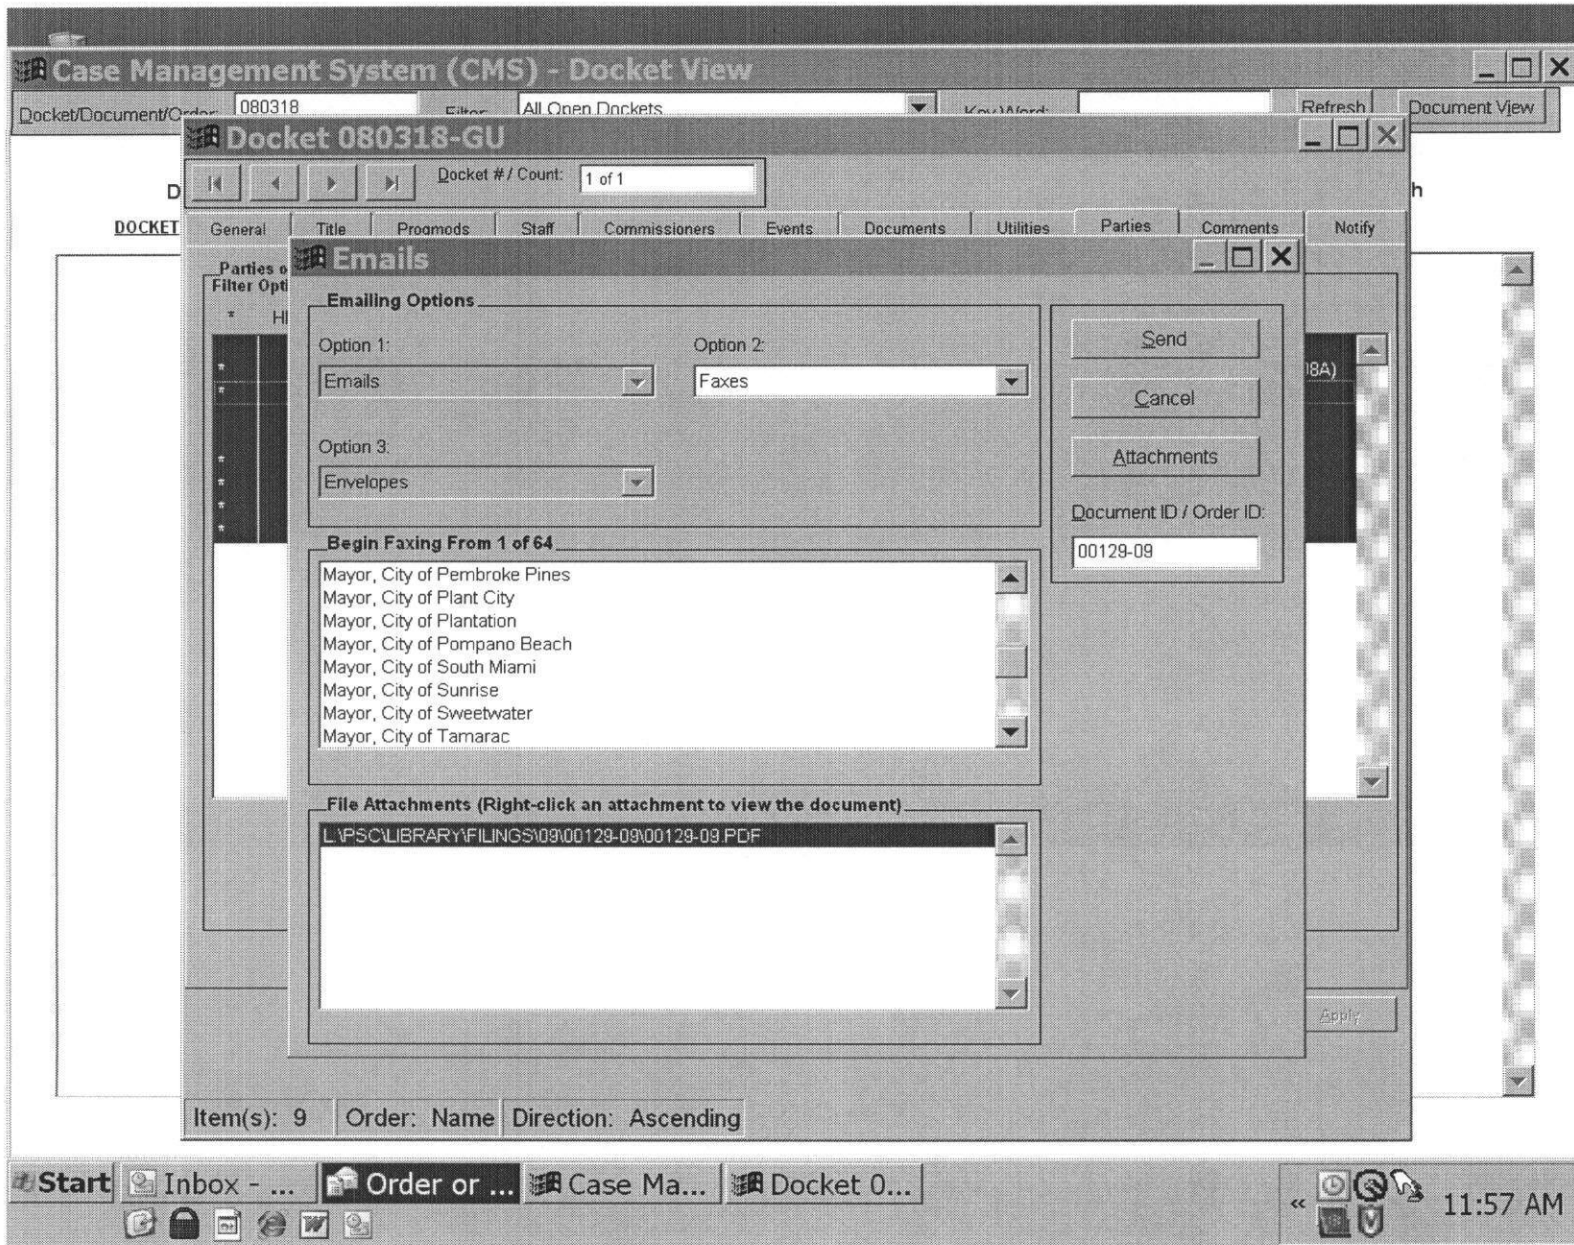 Case Management System (CMS) - Docket View
Docket/Document/Order: 080318 Filter: All Open Dockets Key Word: Refresh Document View
Docket 080318-GU
Docket # / Count: 1 of 1
D h
DOCKET General Title Progmods Staff Commissioners Events Documents Utilities Parties Comments Notify
Emails
Parties o
Filter Opti
* HI
Emailing Options
Option 1: Option 2:
Emails Faxes
Option 3:
Envelopes
Send
Cancel
Attachments
Document ID / Order ID:
00129-09
8A)
Begin Faxing From 1 of 64
Mayor, City of Pembroke Pines
Mayor, City of Plant City
Mayor, City of Plantation
Mayor, City of Pompano Beach
Mayor, City of South Miami
Mayor, City of Sunrise
Mayor, City of Sweetwater
Mayor, City of Tamarac
File Attachments (Right-click an attachment to view the document)
L:\PSC\LIBRARY\FILINGS\09\00129-09\00129-09.PDF
Apply
Item(s): 9 Order: Name Direction: Ascending
Start Inbox - ... Order or ... Case Ma... Docket 0...
« 11:57 AM